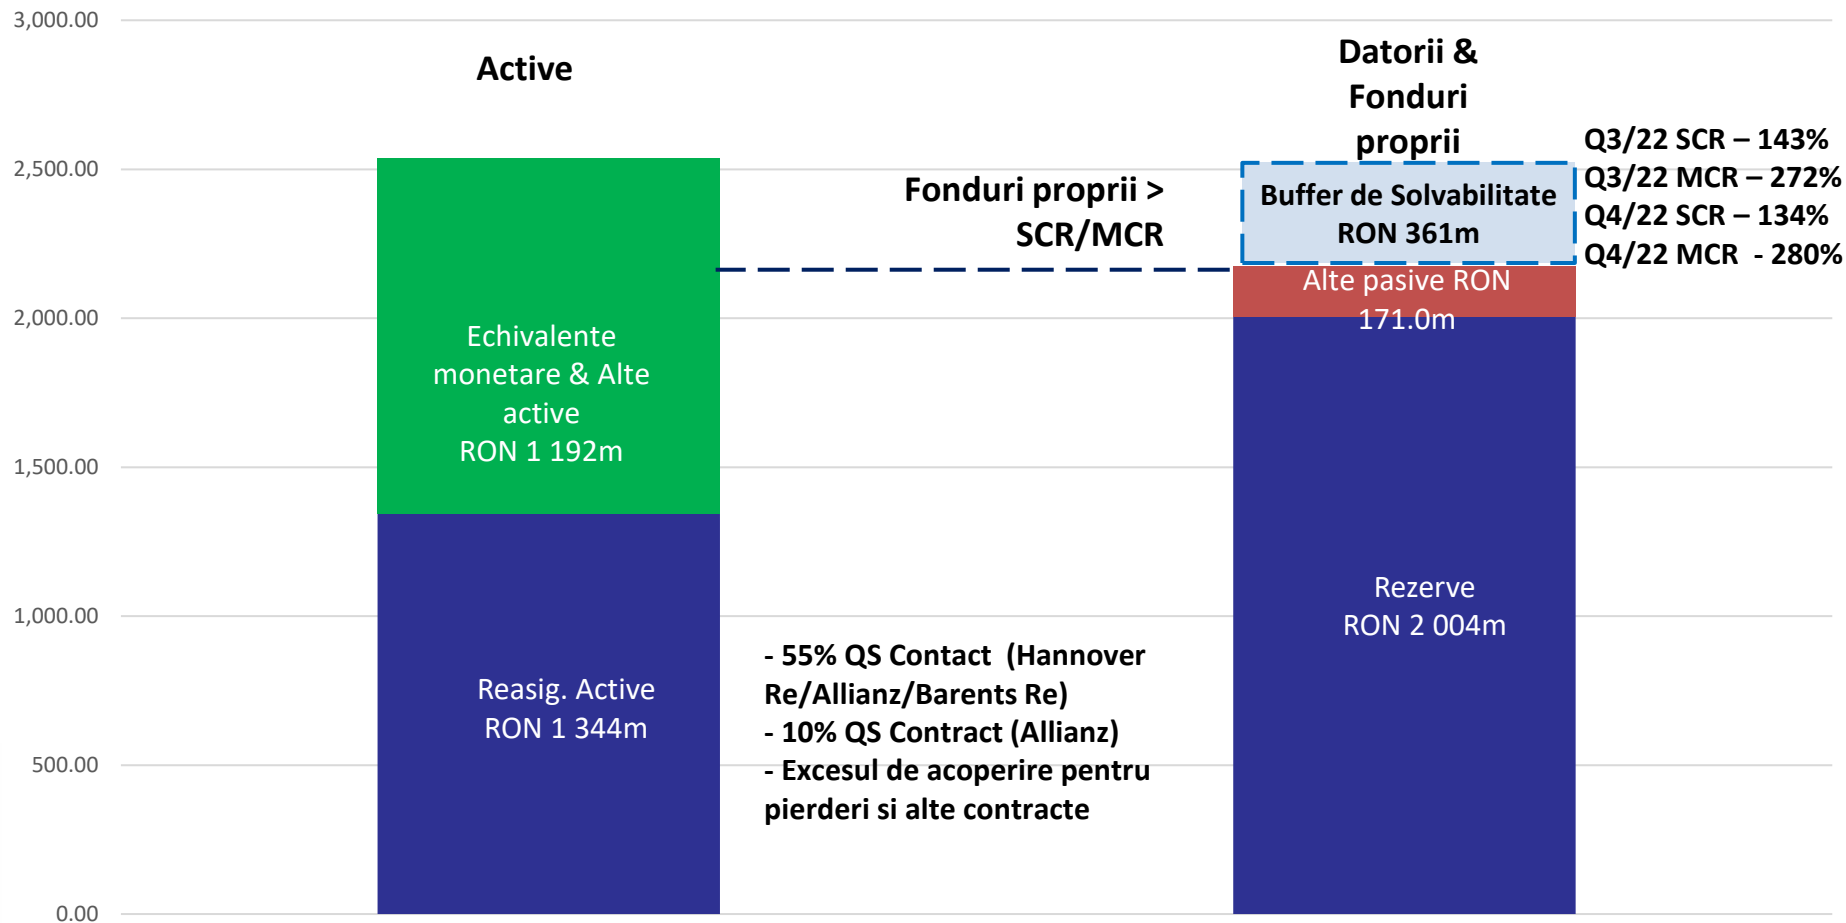 3,000.00
2,500.00
2,000.00
1,500.00
1,000.00
500.00
0.00
Active
Echivalente
monetare & Alte
active
RON 1 192m
Reasig. Active
RON 1 344m
Fonduri proprii >
SCR/MCR
- 55% QS Contact (Hannover
Re/Allianz/Barents Re)
- 10% QS Contract (Allianz)
- Excesul de acoperire pentru
pierderi si alte contracte
Datorii &
Fonduri
proprii
Buffer de Solvabilitate
RON 361m
Alte pasive RON
171.0m
Rezerve
RON 2 004m
Q3/22 SCR – 143%
Q3/22 MCR – 272%
Q4/22 SCR – 134%
Q4/22 MCR - 280%